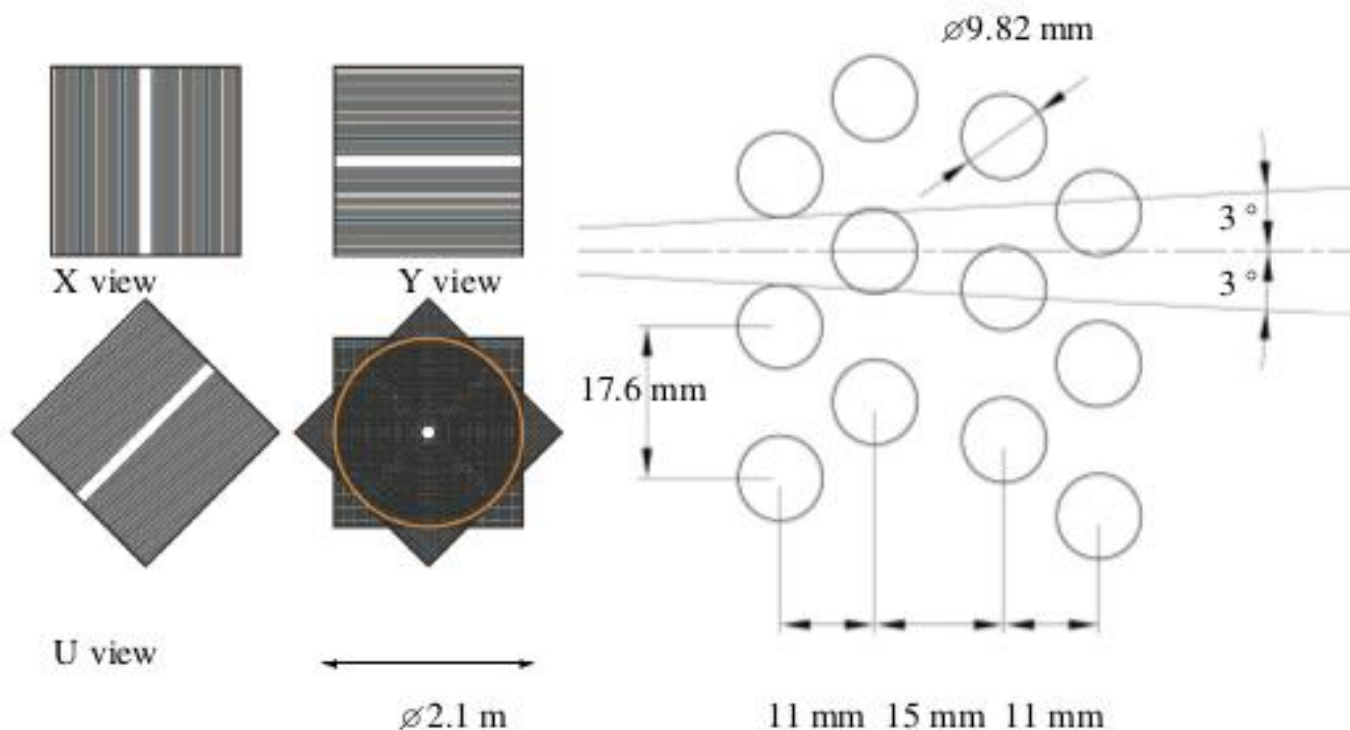 ⌀9.82 mm
X view
Y view
3 °
3 °
17.6 mm
U view
⌀2.1 m
11 mm 15 mm 11 mm